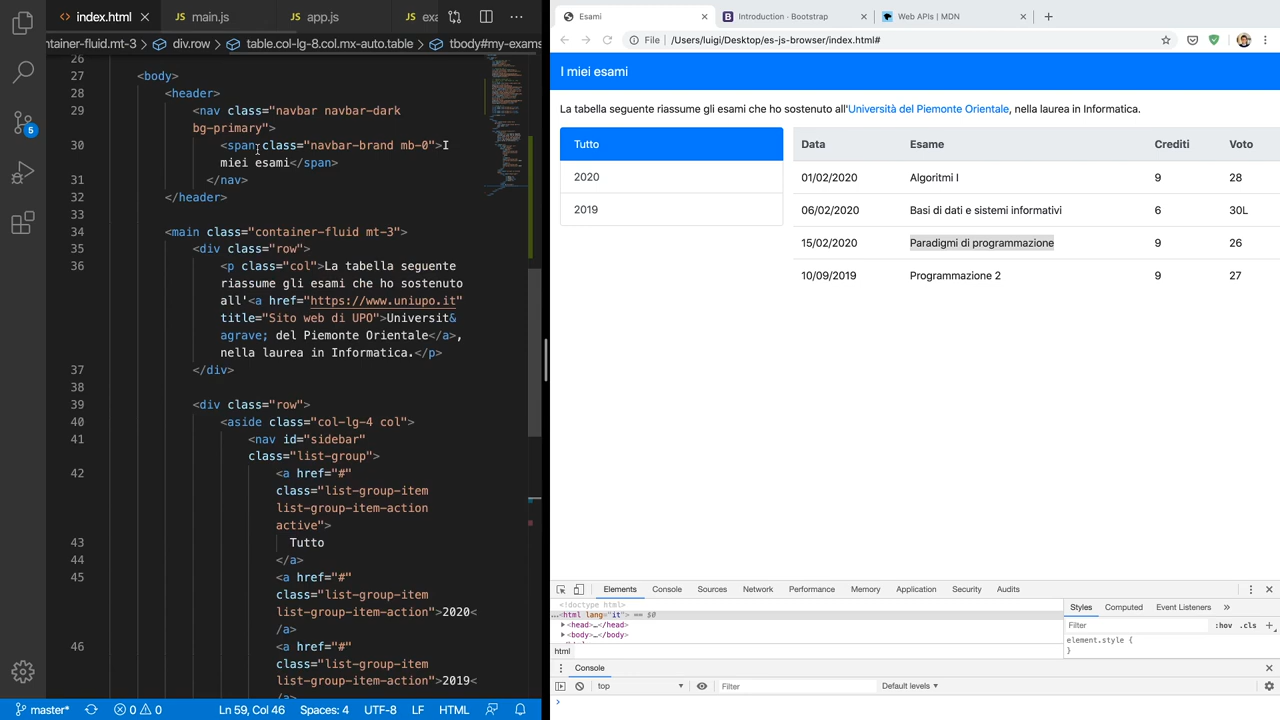 index.html
main.js
app.js
exa
ntainer-fluid.mt-3 > div.row > table.col-lg-8.col.mx-auto.table > tbody#my-exams
26
27 <body>
28 <header>
29 <nav class="navbar navbar-dark
bg-primary">
30 <span class="navbar-brand mb-0">I
miei esami</span>
31 </nav>
32 </header>
33
34 <main class="container-fluid mt-3">
35 <div class="row">
36 <p class="col">La tabella seguente
riassume gli esami che ho sostenuto
all'<a href="https://www.uniupo.it"
title="Sito web di UPO">Universit&
agrave; del Piemonte Orientale</a>,
nella laurea in Informatica.</p>
37 </div>
38
39 <div class="row">
40 <aside class="col-lg-4 col">
41 <nav id="sidebar"
class="list-group">
42 <a href="#"
class="list-group-item
list-group-item-action
active">
43 Tutto
44 </a>
45 <a href="#"
class="list-group-item
list-group-item-action">2020<
/a>
46 <a href="#"
class="list-group-item
list-group-item-action">2019<
/a>
5
master*
0 0
Ln 59, Col 46
Spaces: 4
UTF-8
LF
HTML
Esami
Introduction · Bootstrap
Web APIs | MDN
File | /Users/luigi/Desktop/es-js-browser/index.html#
I miei esami
La tabella seguente riassume gli esami che ho sostenuto all'Università del Piemonte Orientale, nella laurea in Informatica.
Tutto
2020
2019
Data Esame Crediti Voto
01/02/2020 Algoritmi I 9 28
06/02/2020 Basi di dati e sistemi informativi 6 30L
15/02/2020 Paradigmi di programmazione 9 26
10/09/2019 Programmazione 2 9 27
Elements Console Sources Network Performance Memory Application Security Audits
<!doctype html>
...<html lang="it"> == $0
<head>…</head>
<body>…</body>
html
Styles Computed Event Listeners »
Filter :hov .cls +
element.style {
}
Console
top
Filter
Default levels